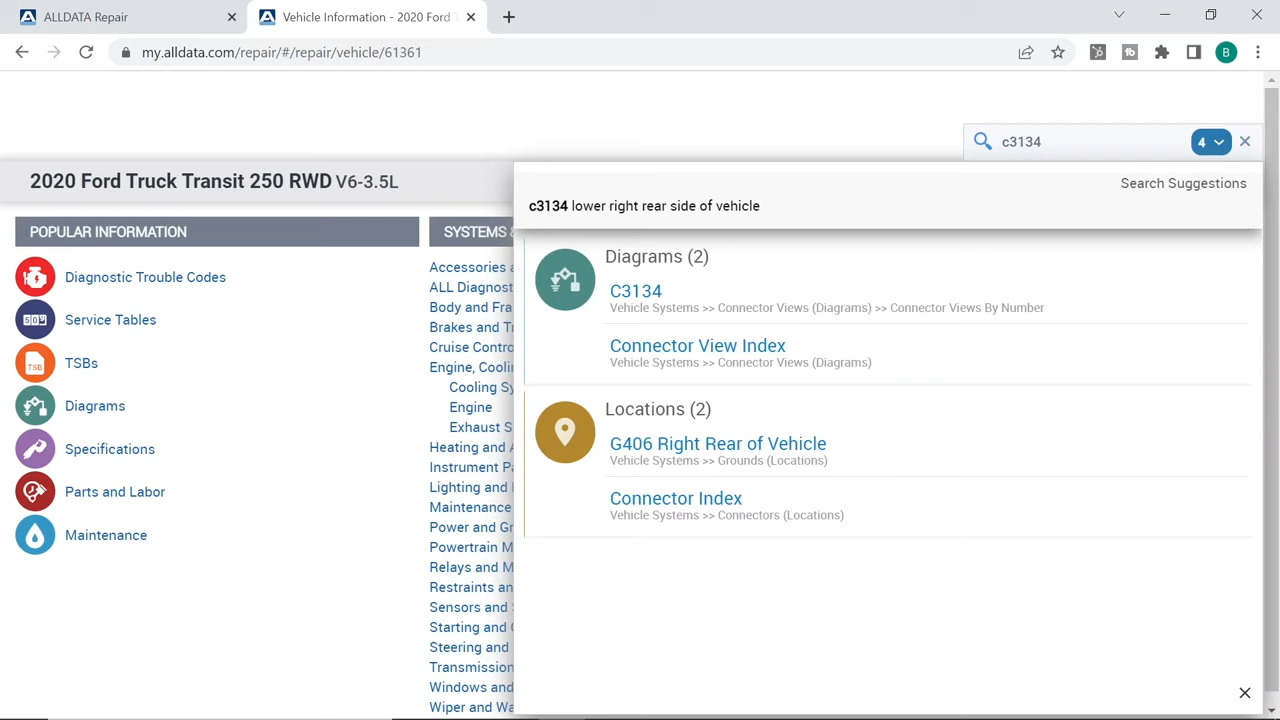 ALLDATA Repair
Vehicle Information - 2020 Ford T
my.alldata.com/repair/#/repair/vehicle/61361
B
c3134
4
2020 Ford Truck Transit 250 RWD V6-3.5L
Search Suggestions
c3134 lower right rear side of vehicle
POPULAR INFORMATION
Diagnostic Trouble Codes
Service Tables
TSB
TSBs
Diagrams
Specifications
Parts and Labor
Maintenance
SYSTEMS &
Accessories a
ALL Diagnost
Body and Fra
Brakes and Tr
Cruise Contro
Engine, Coolin
Cooling Sy
Engine
Exhaust S
Heating and A
Instrument Pa
Lighting and
Maintenance
Power and Gr
Powertrain M
Relays and M
Restraints an
Sensors and S
Starting and
Steering and
Transmission
Windows and
Wiper and Wa
Diagrams (2)
C3134
Vehicle Systems >> Connector Views (Diagrams) >> Connector Views By Number
Connector View Index
Vehicle Systems >> Connector Views (Diagrams)
Locations (2)
G406 Right Rear of Vehicle
Vehicle Systems >> Grounds (Locations)
Connector Index
Vehicle Systems >> Connectors (Locations)